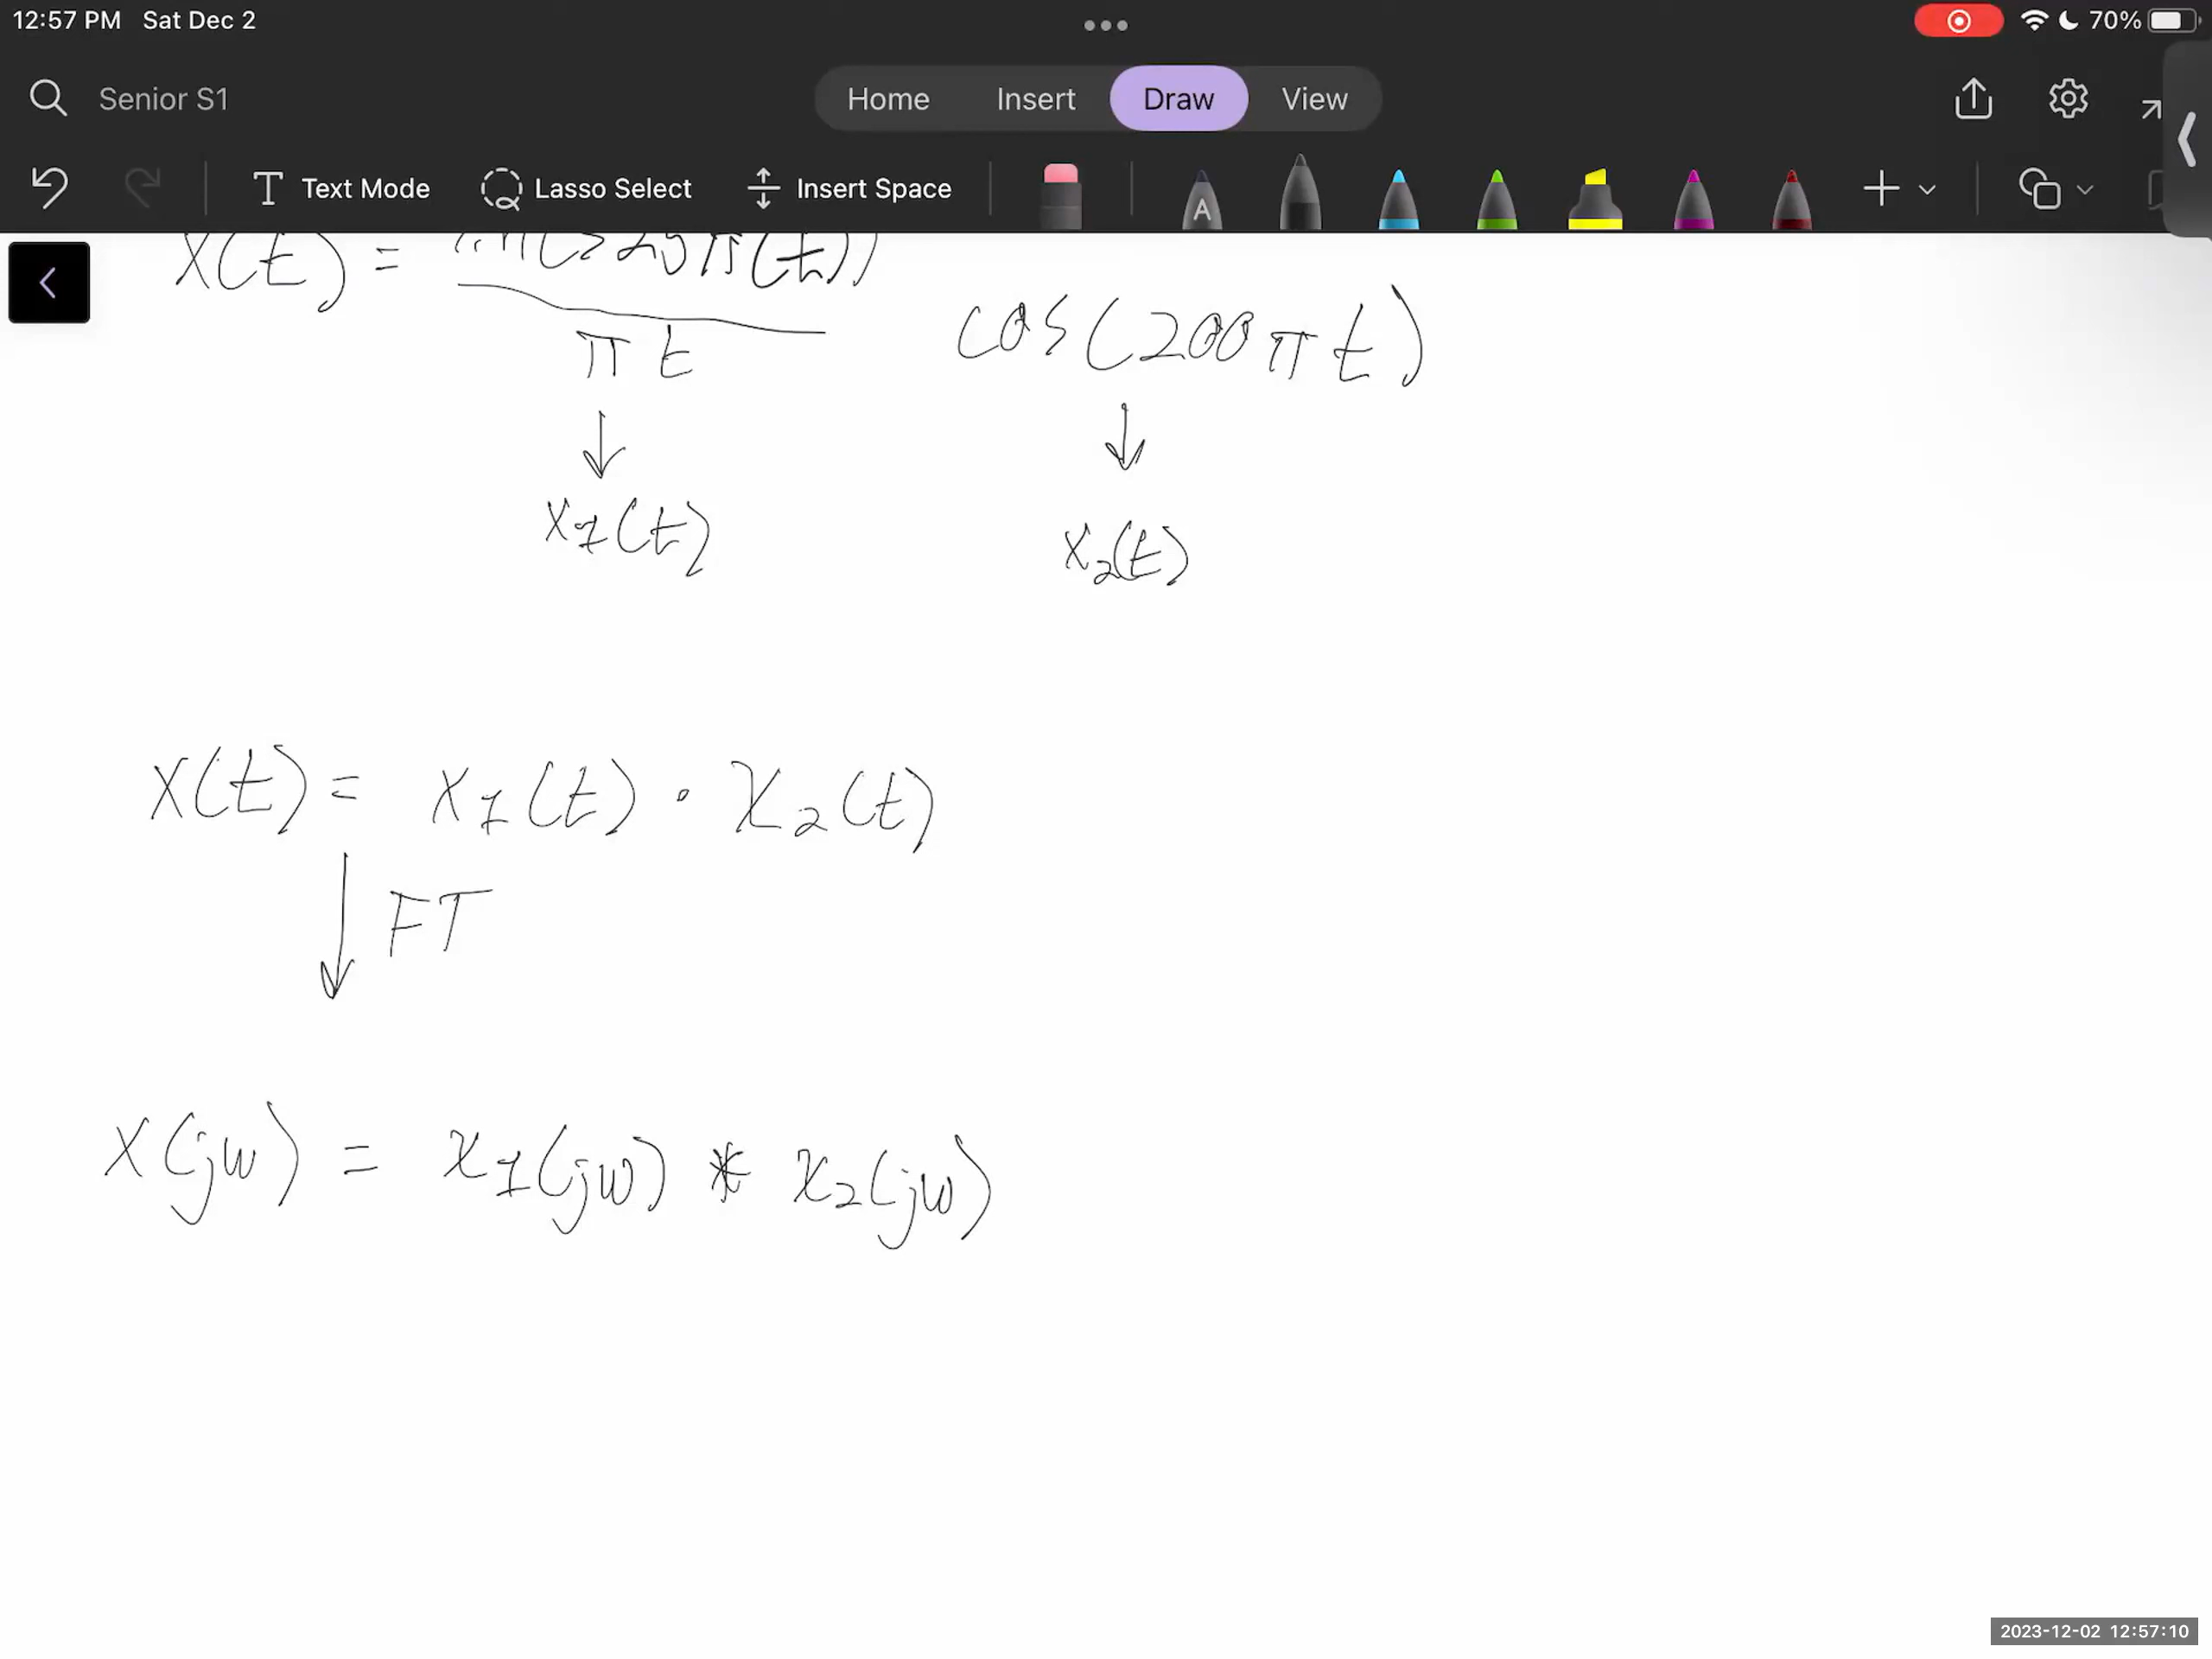 12:57 PM Sat Dec 2
70%
Senior S1
Home Insert Draw View
Text Mode Lasso Select Insert Space
A
X(t) =
π t
cos(200πt)
x1(t)
x2(t)
X(t) = x1(t) · x2(t)
FT
X(jw) = x1(jw) * x2(jw)
2023-12-02 12:57:10